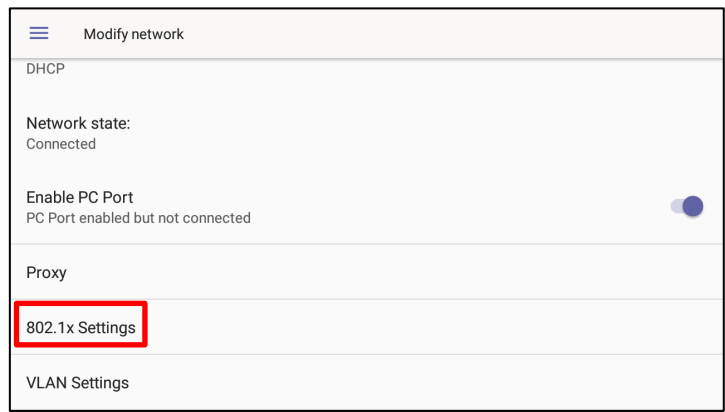 Modify network
DHCP
Network state:
Connected
Enable PC Port
PC Port enabled but not connected
Proxy
802.1x Settings
VLAN Settings